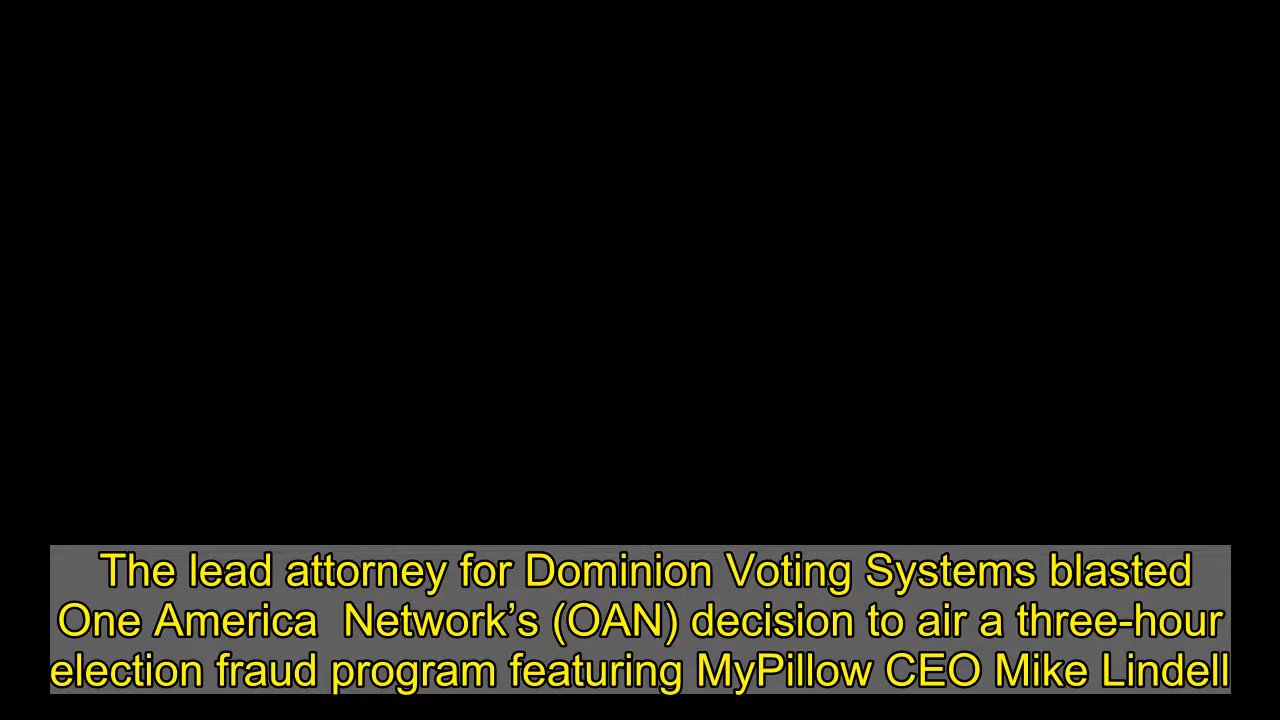 The lead attorney for Dominion Voting Systems blasted
One America  Network’s (OAN) decision to air a three-hour
election fraud program featuring MyPillow CEO Mike Lindell